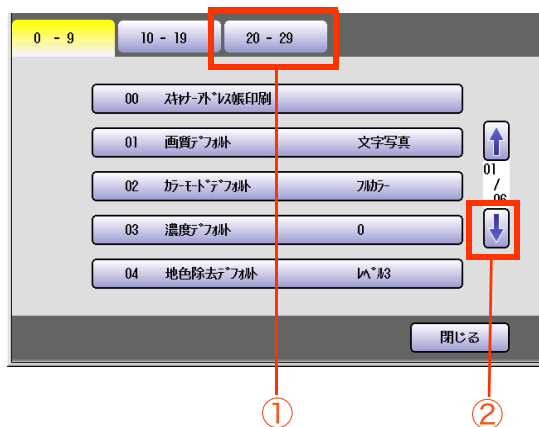 0 - 9 10 - 19 20 - 29
00 ｽｷｬﾅｰｱﾄﾞﾚｽ帳印刷
01 画質ﾃﾞﾌｫﾙﾄ 文字写真
02 ｶﾗｰﾓｰﾄﾞﾃﾞﾌｫﾙﾄ ﾌﾙｶﾗｰ
03 濃度ﾃﾞﾌｫﾙﾄ 0
04 地色除去ﾃﾞﾌｫﾙﾄ ﾚﾍﾞﾙ3
01
/
06
閉じる
① ②